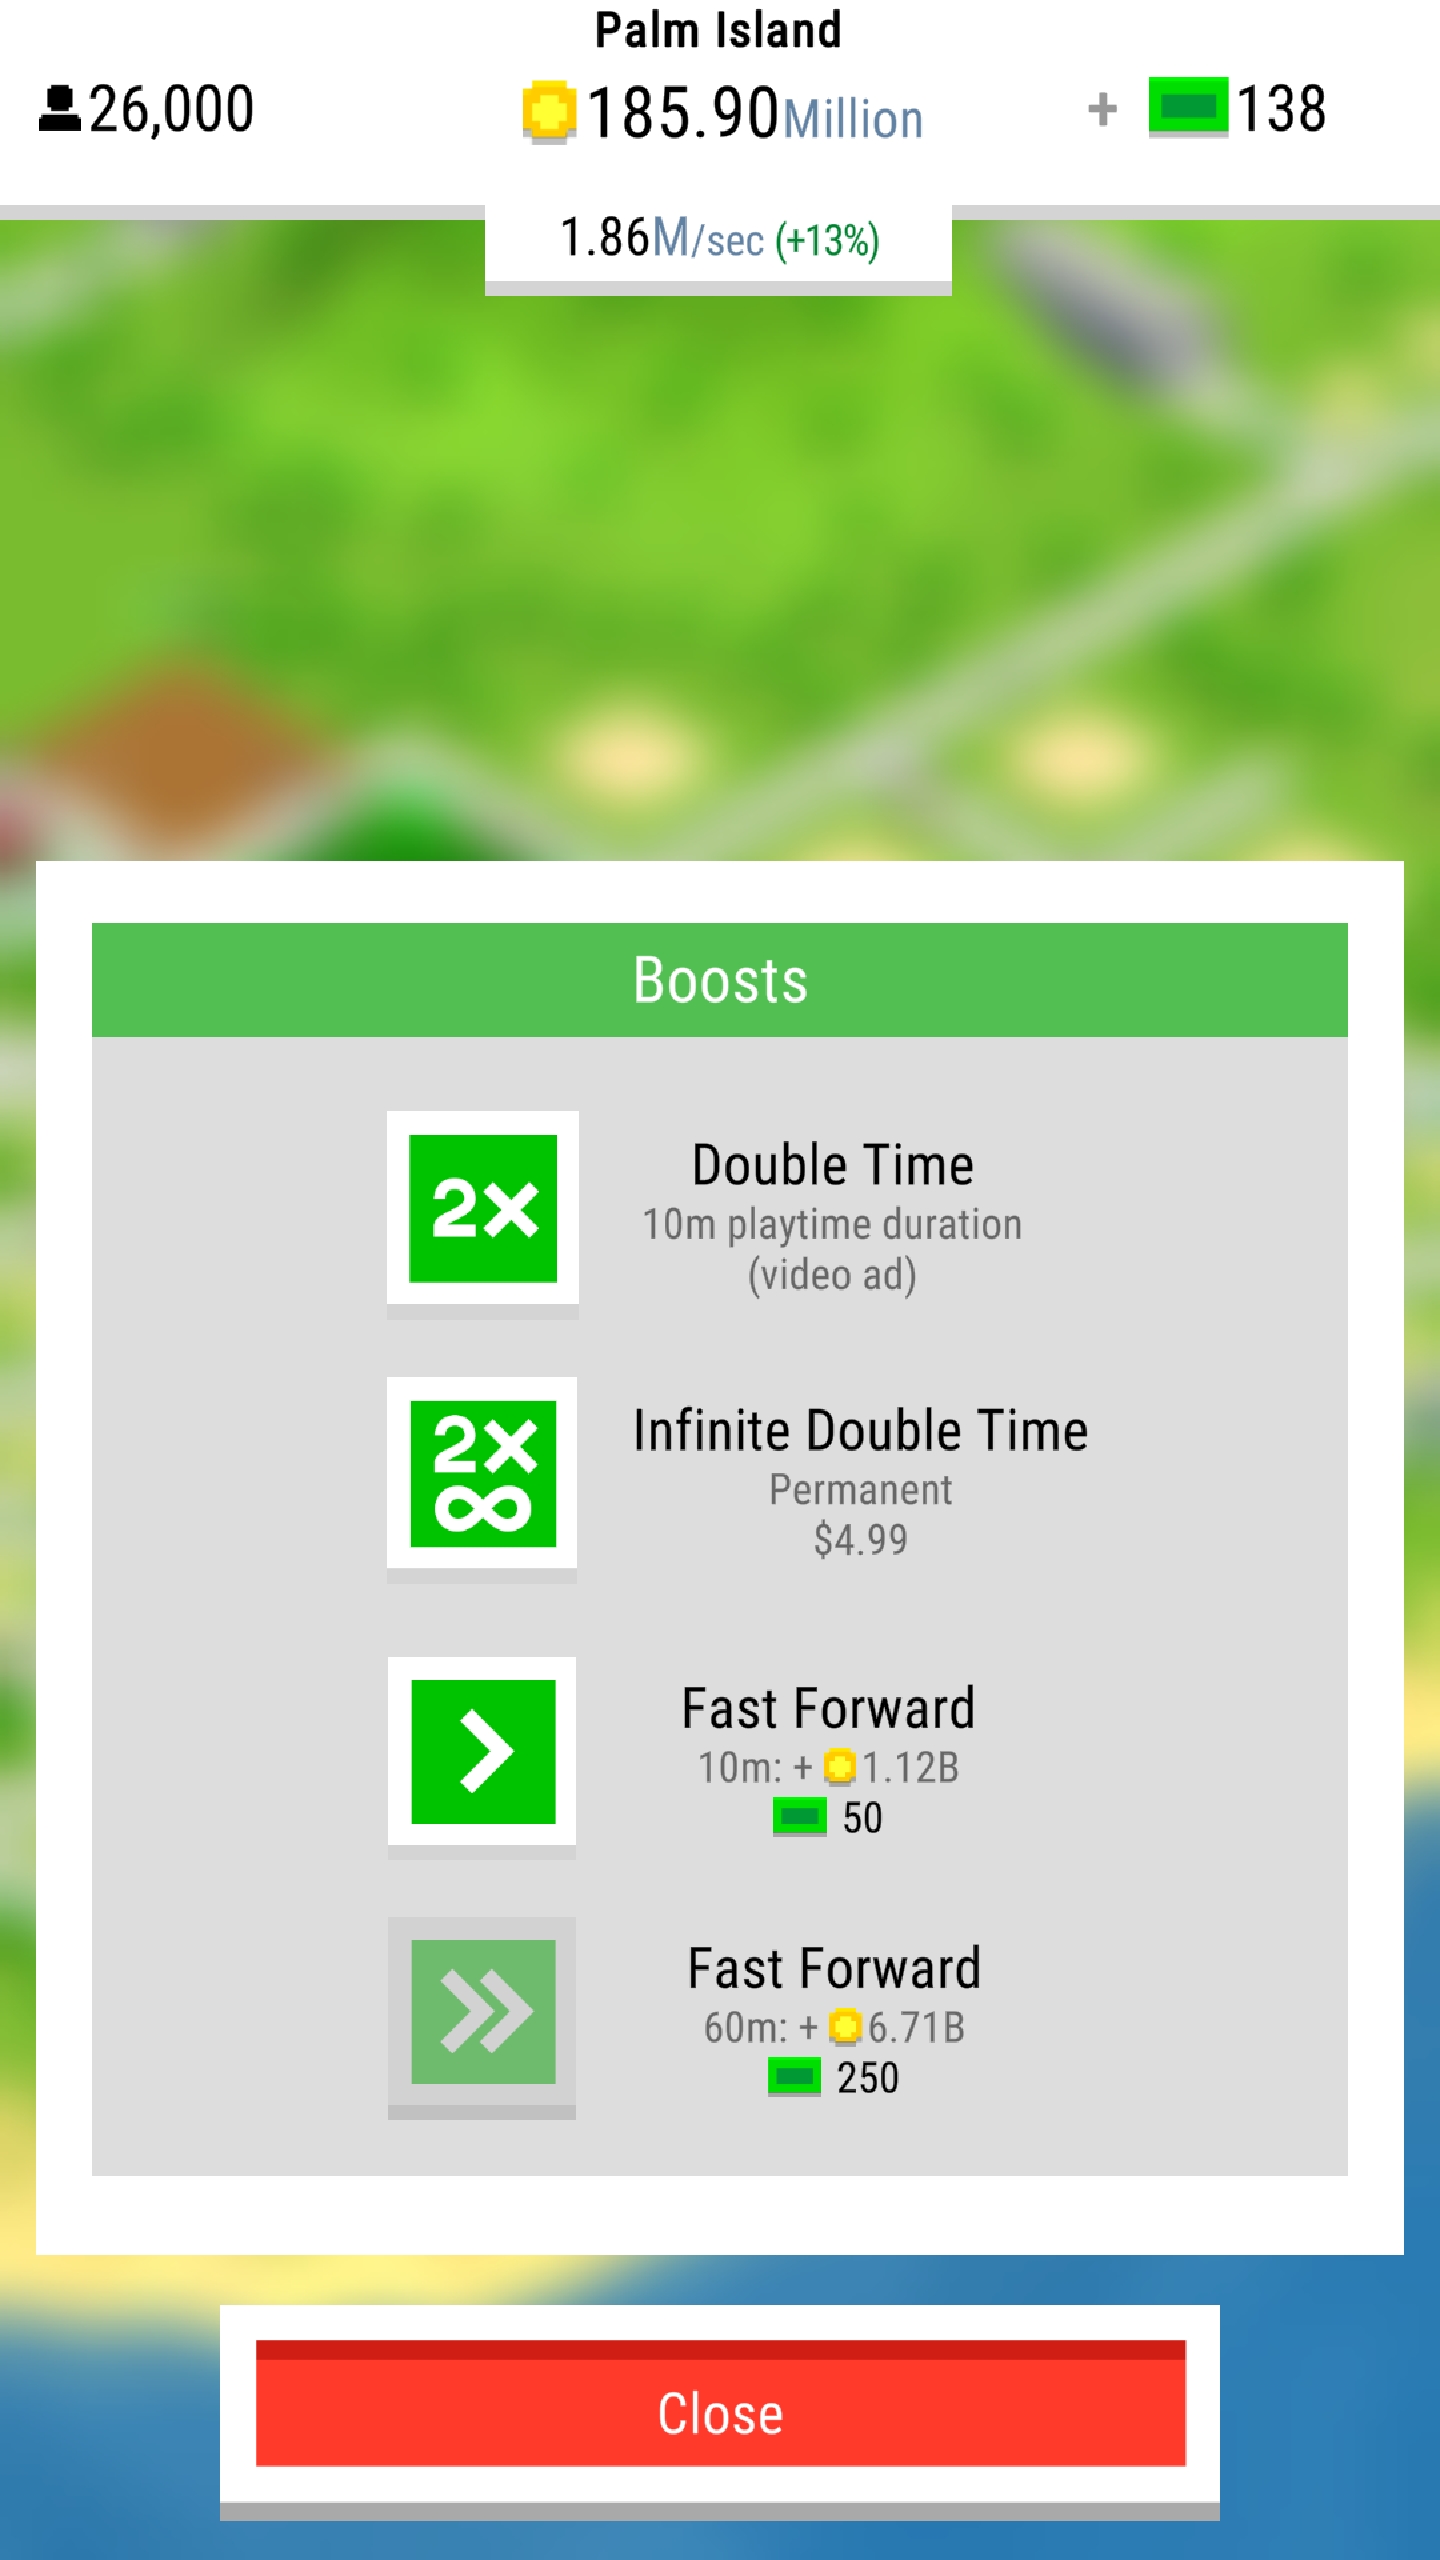 Palm Island
26,000
185.90Million
+ 138
1.86M/sec (+13%)
Boosts
2×
Double Time
10m playtime duration
(video ad)
2×
∞
Infinite Double Time
Permanent
$4.99
Fast Forward
10m: + 1.12B
50
Fast Forward
60m: + 6.71B
250
Close